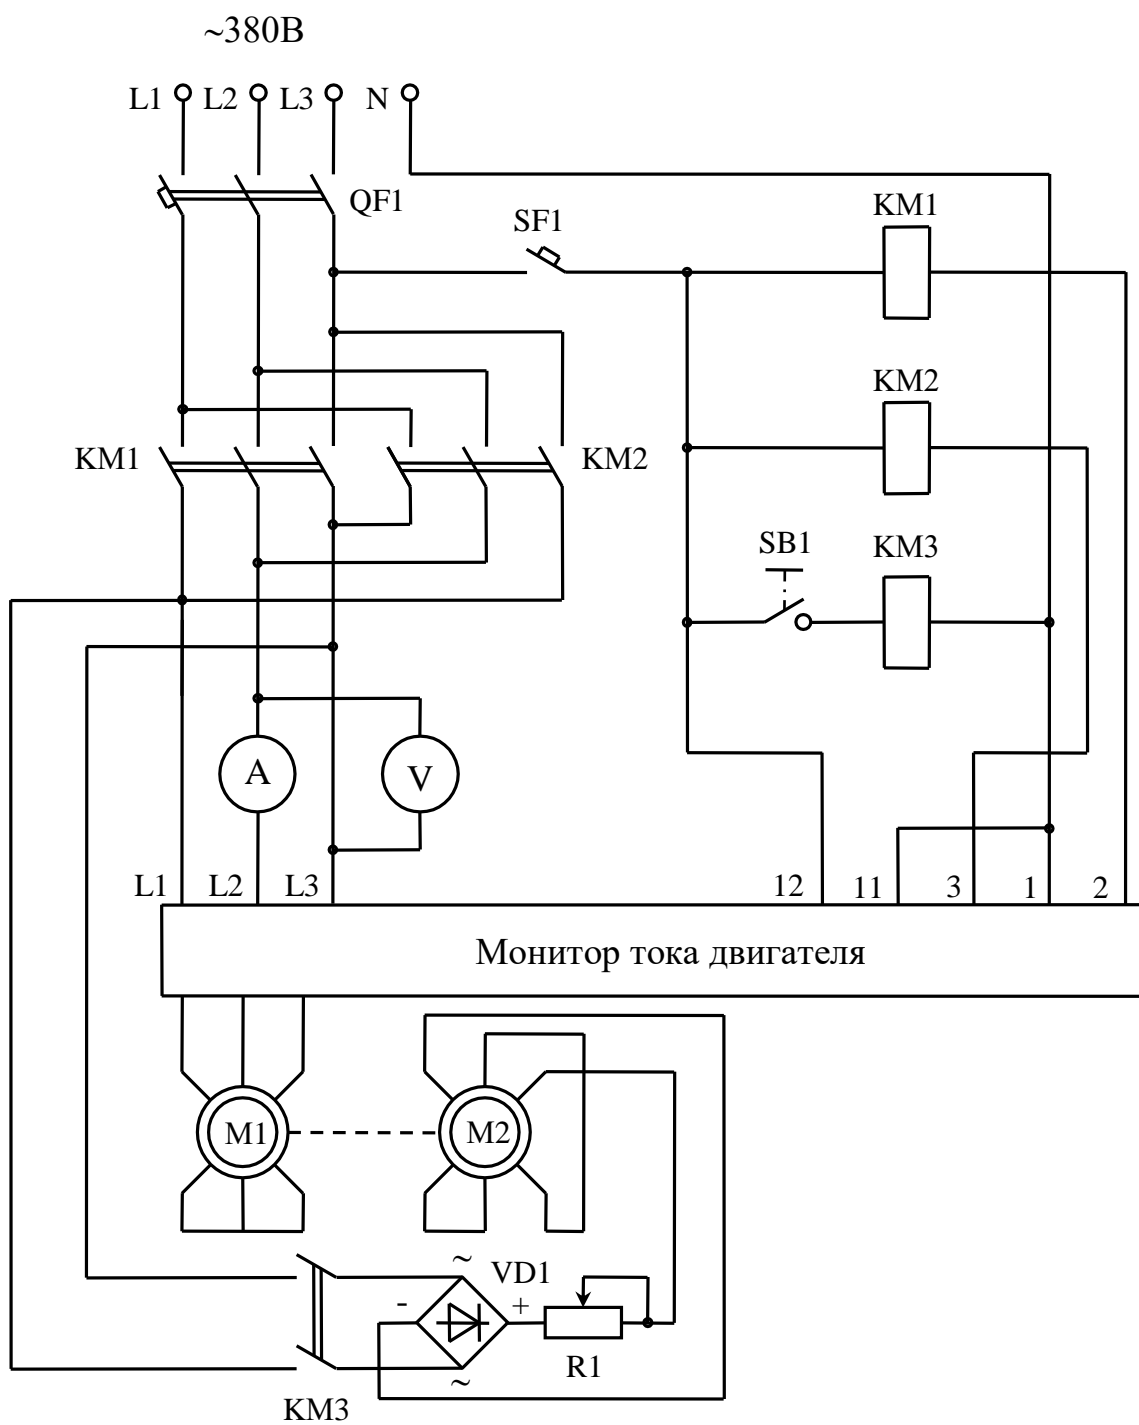 ~380В
L1 L2 L3 N
QF1
SF1
KM1
KM2
KM1
KM2
SB1
KM3
A
V
L1 L2 L3 12 11 3 1 2
Монитор тока двигателя
M1
M2
~
VD1
-
+
R1
~
KM3